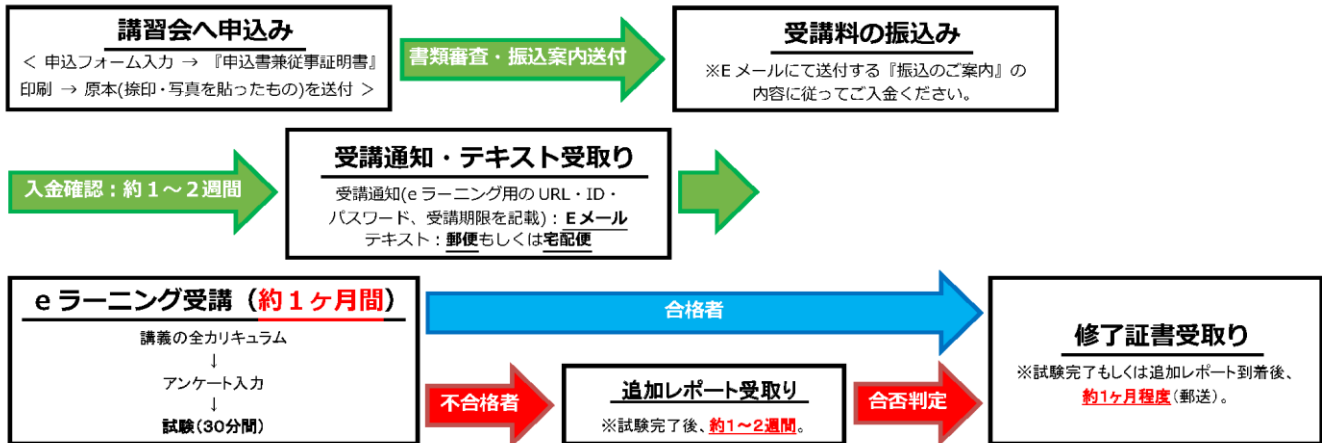 講習会へ申込み
< 申込フォーム入力 → 『申込書兼従事証明書』
印刷 → 原本(捺印・写真を貼ったもの)を送付 >
書類審査・振込案内送付
受講料の振込み
※Eメールにて送付する『振込のご案内』の
内容に従ってご入金ください。
入金確認：約1～2週間
受講通知・テキスト受取り
受講通知(eラーニング用のURL・ID・
パスワード、受講期限を記載)：Eメール
テキスト：郵便もしくは宅配便
eラーニング受講（約1ヶ月間）
講義の全カリキュラム
↓
アンケート入力
↓
試験(30分間)
合格者
不合格者
追加レポート受取り
※試験完了後、約1～2週間。
合否判定
修了証書受取り
※試験完了もしくは追加レポート到着後、
約1ヶ月程度(郵送)。